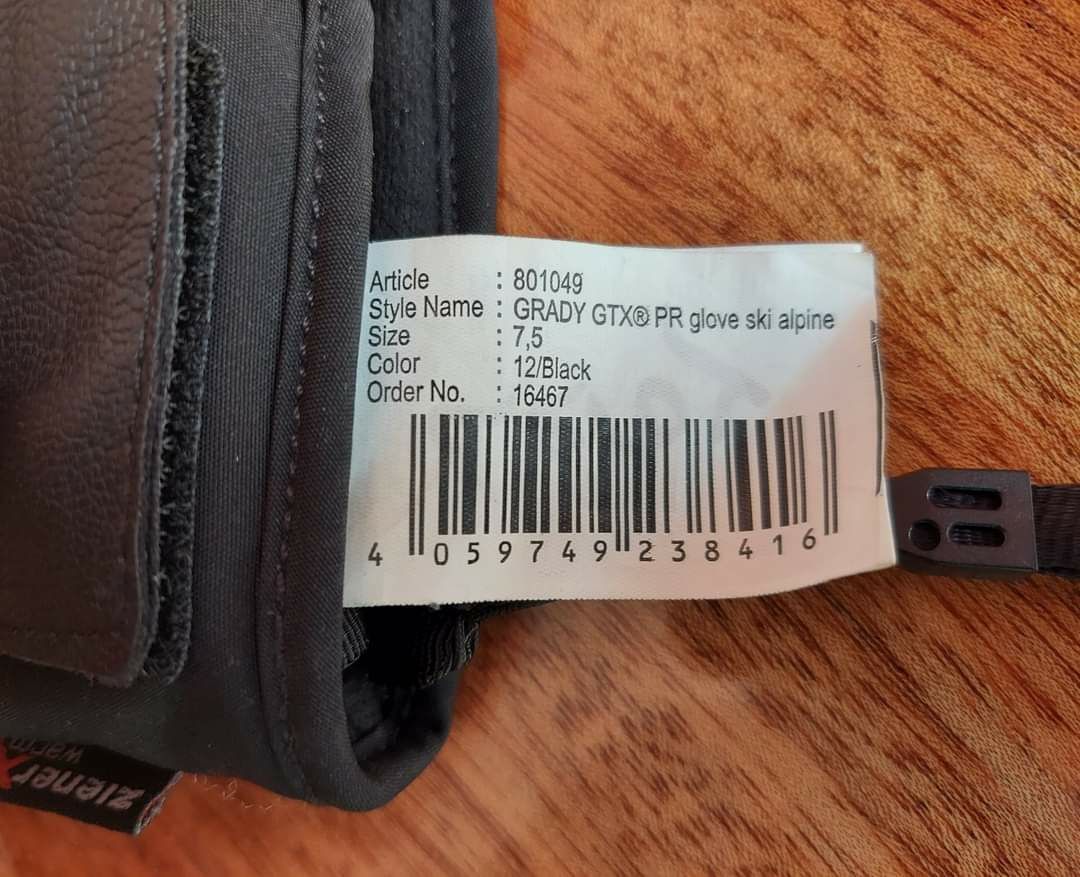 Article : 801049
Style Name : GRADY GTX® PR glove ski alpine
Size : 7,5
Color : 12/Black
Order No. : 16467
4 059749 238416
ziener
warm